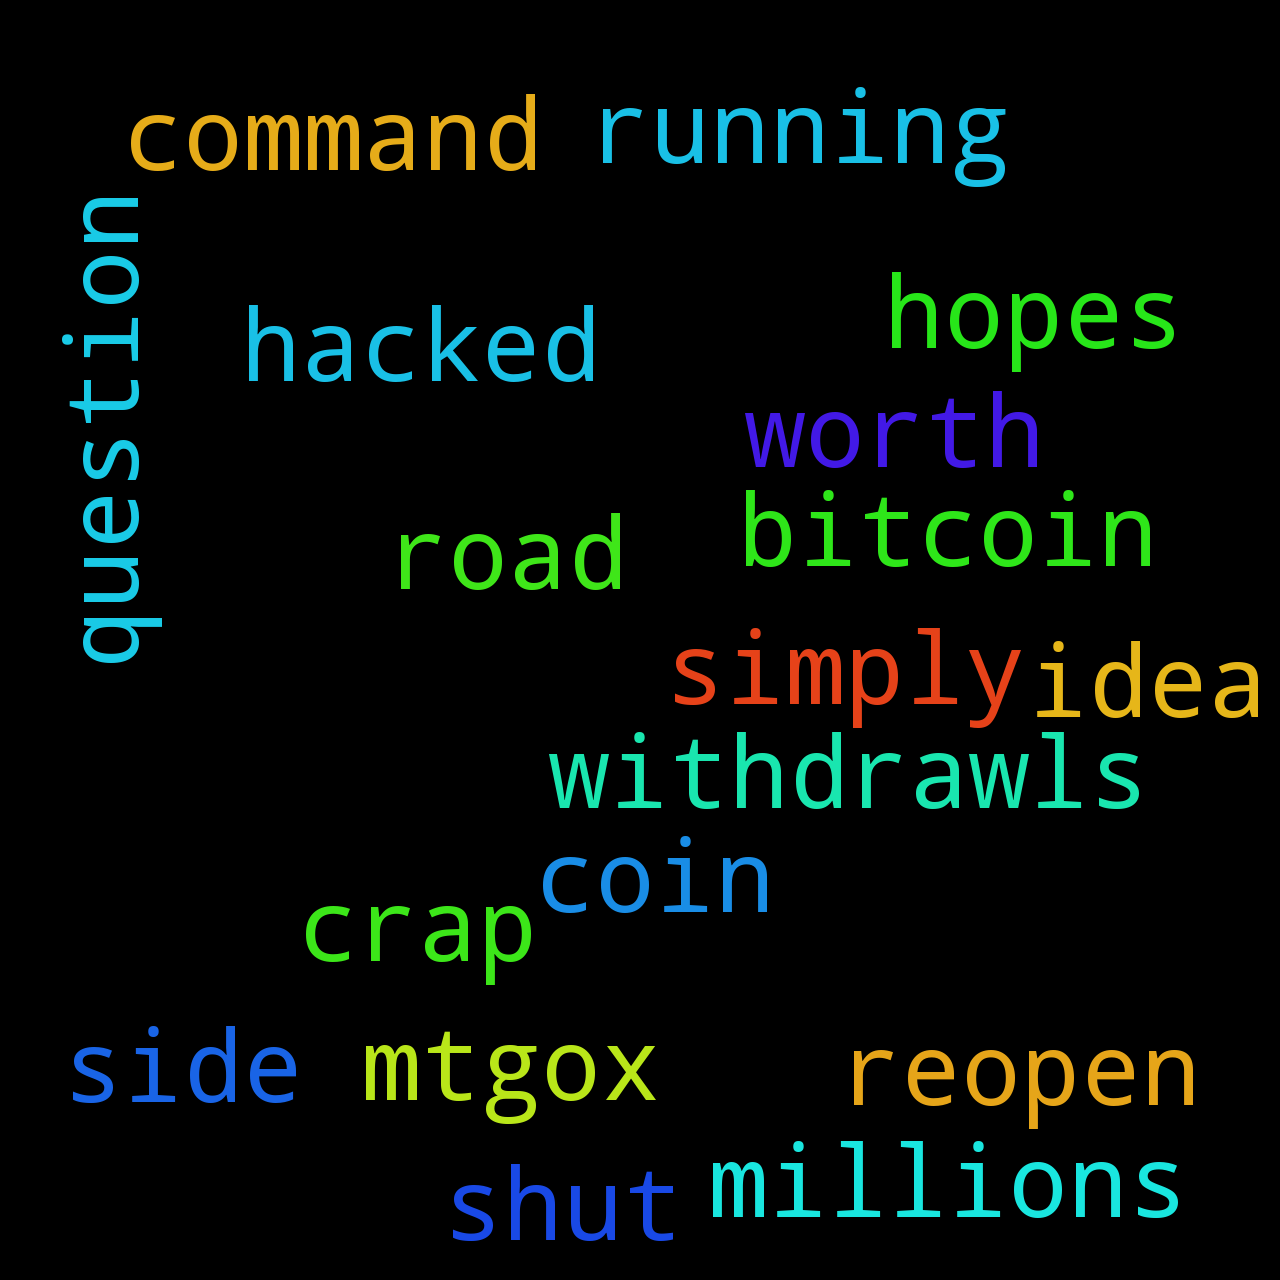 command running
question
hacked
hopes
worth
bitcoin
road
simply
idea
withdrawls
coin
crap
side mtgox
reopen
millions
shut